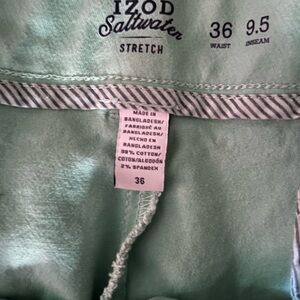 IZOD
Saltwater
STRETCH
36 9.5
WAIST INSEAM
MADE IN
BANGLADESH/
FABRIQUÉ AU
BANGLADESH/
HECHO EN
BANGLADESH
98% COTTON/
COTON/ALGODÓN
2% SPANDEX
36